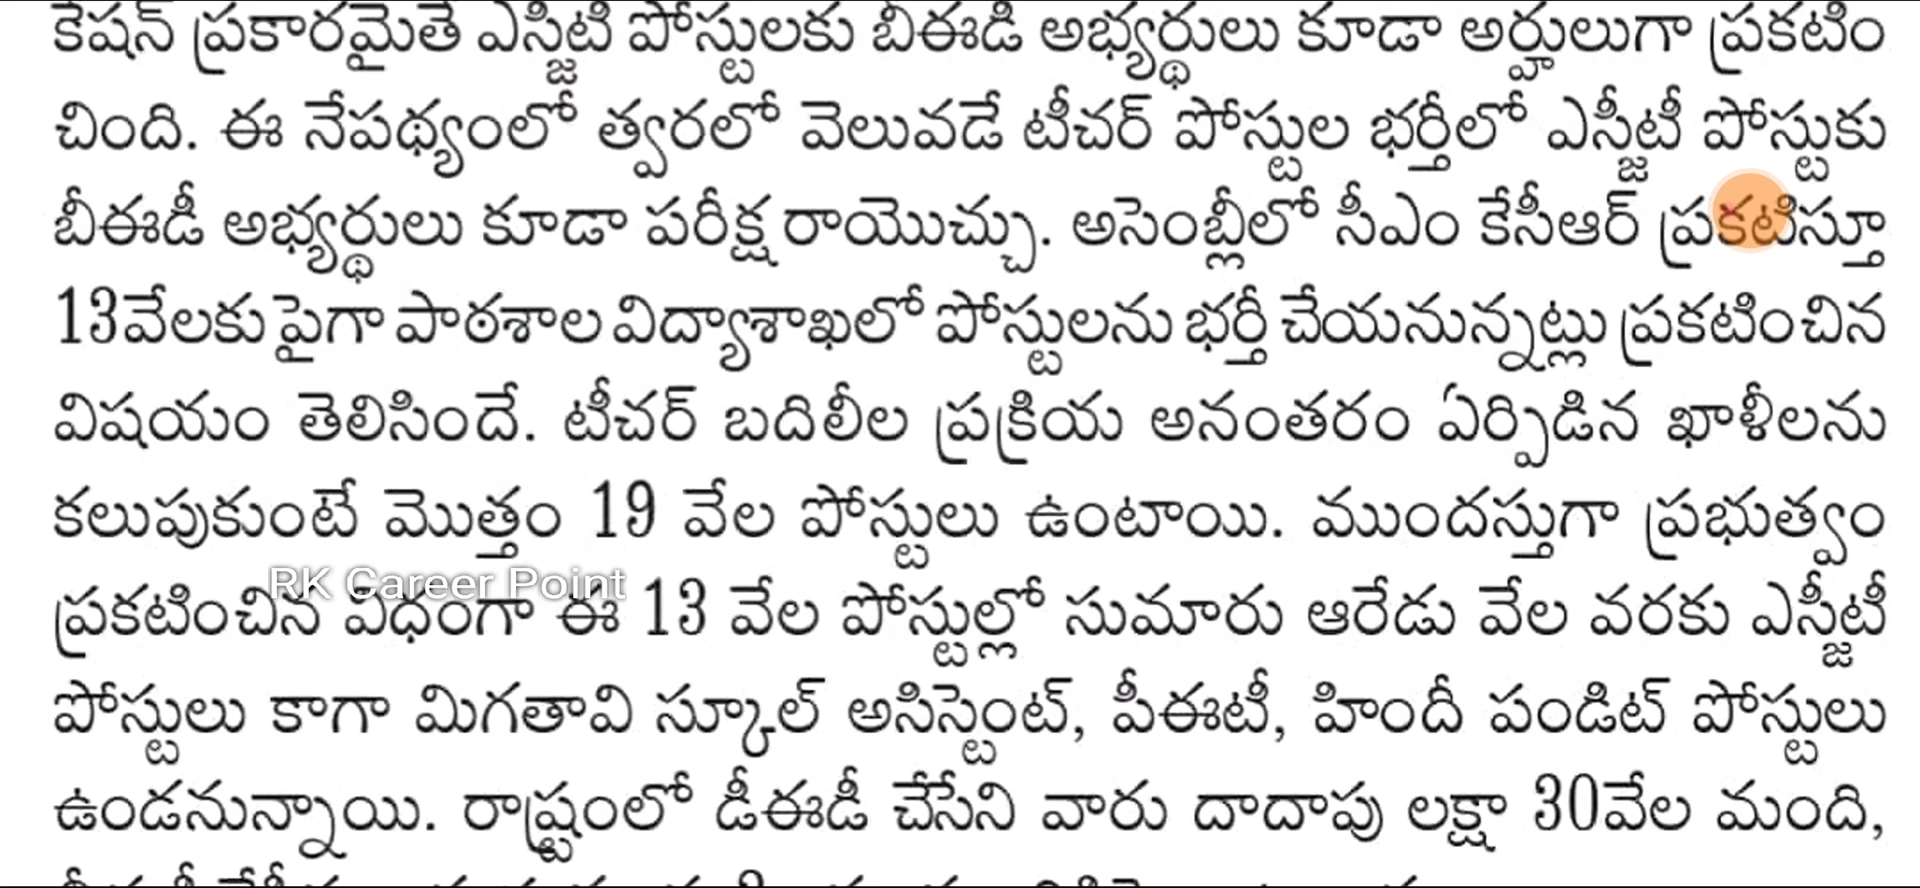 కేషన్ ప్రకారమైతే ఎస్జీటీ పోస్టులకు బీఈడీ అభ్యర్థులు కూడా అర్హులుగా ప్రకటిం
చింది. ఈ నేపథ్యంలో త్వరలో వెలువడే టీచర్ పోస్టుల భర్తీలో ఎస్జీటీ పోస్టుకు
బీఈడీ అభ్యర్థులు కూడా పరీక్ష రాయొచ్చు. అసెంబ్లీలో సీఎం కేసీఆర్ ప్రకటిస్తూ
13వేలకు పైగా పాఠశాల విద్యాశాఖలో పోస్టులను భర్తీ చేయనున్నట్లు ప్రకటించిన
విషయం తెలిసిందే. టీచర్ బదిలీల ప్రక్రియ అనంతరం ఏర్పిడిన ఖాళీలను
కలుపుకుంటే మొత్తం 19 వేల పోస్టులు ఉంటాయి. ముందస్తుగా ప్రభుత్వం
RK Career Point
ప్రకటించిన విధంగా ఈ 13 వేల పోస్టుల్లో సుమారు ఆరేడు వేల వరకు ఎస్జీటీ
పోస్టులు కాగా మిగతావి స్కూల్ అసిస్టెంట్, పీఈటీ, హిందీ పండిట్ పోస్టులు
ఉండనున్నాయి. రాష్ట్రంలో డీఈడీ చేసేని వారు దాదాపు లక్షా 30వేల మంది,